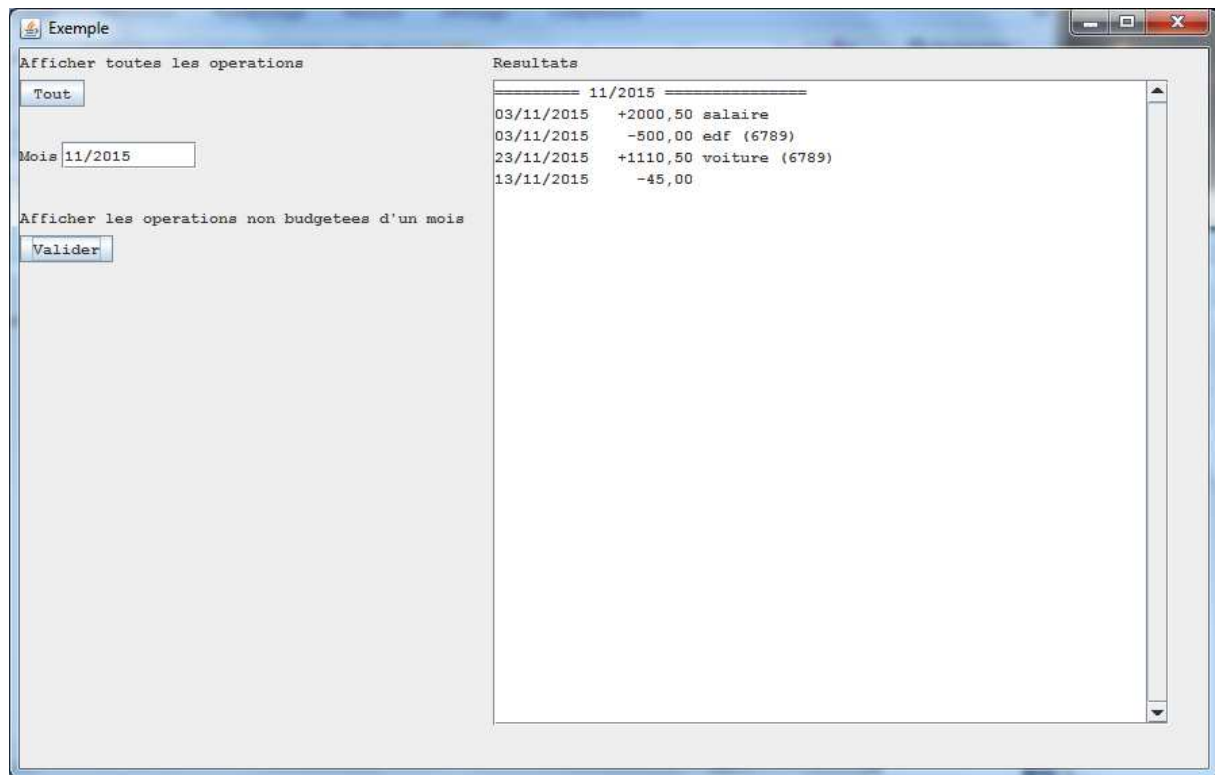 Exemple
Afficher toutes les operations
Tout
Mois 11/2015
Afficher les operations non budgetees d'un mois
Valider
Resultats
========= 11/2015 ===============
03/11/2015   +2000,50 salaire
03/11/2015    -500,00 edf (6789)
23/11/2015   +1110,50 voiture (6789)
13/11/2015     -45,00